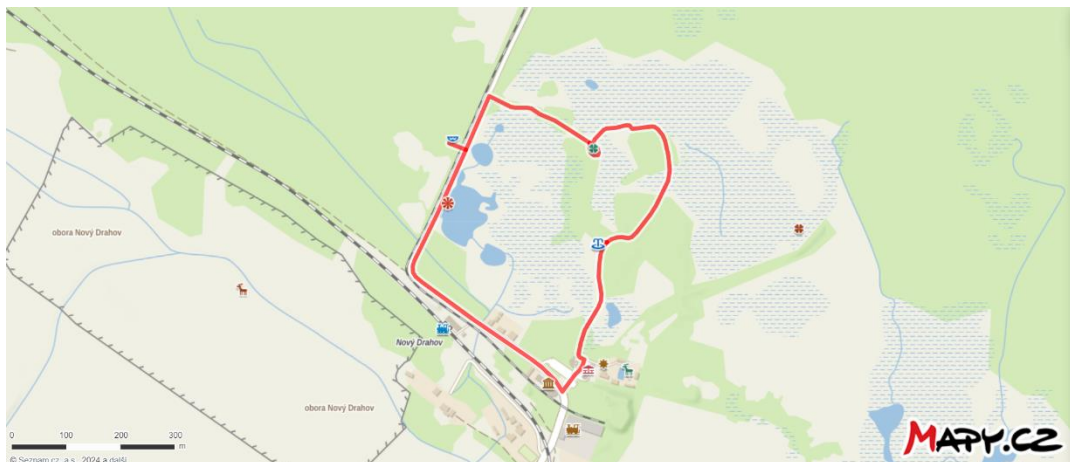 obora Nový Drahov
Nový Drahov
obora Nový Drahov
0 100 200 300
m
© Seznam.cz, a.s., 2024 a další
MAPY.CZ